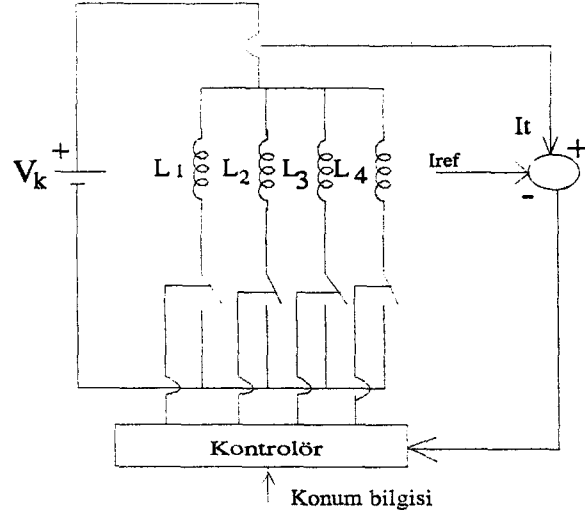 It
+
+
Vk
L1
L2
L3
L4
Iref
-
Kontrolör
Konum bilgisi